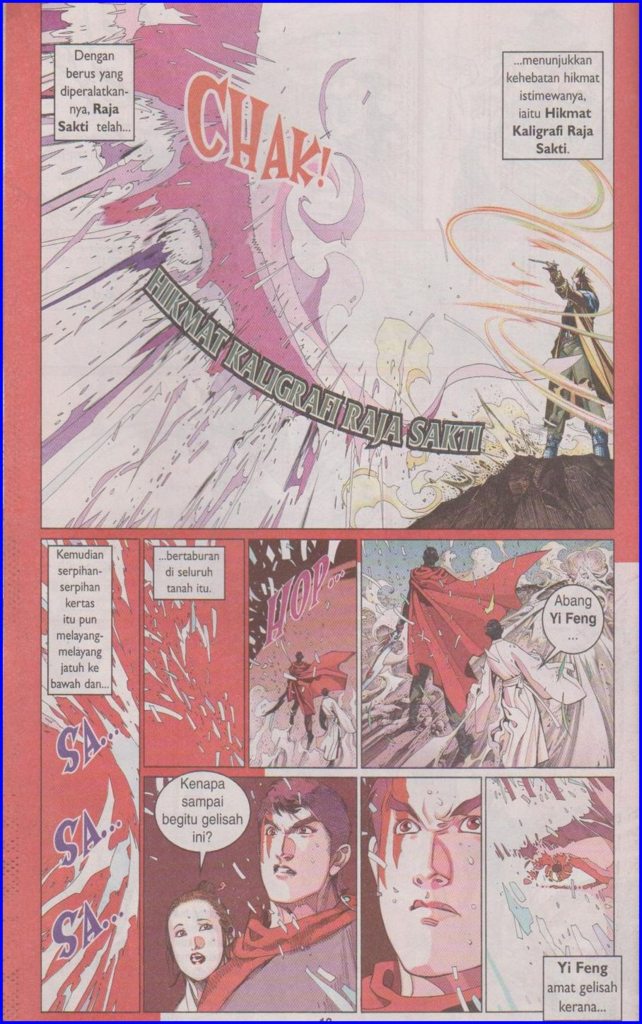 Dengan
berus yang
diperalatkan-
nya, Raja
Sakti telah...
...menunjukkan
kehebatan hikmat
istimewanya,
iaitu Hikmat
Kaligrafi Raja
Sakti.
CHAK!
HIKMAT KALIGRAFI RAJA SAKTI
Kemudian
serpihan-
serpihan
kertas
itu pun
melayang-
melayang
jatuh ke
bawah dan...
...bertaburan
di seluruh
tanah itu.
HOP...
Abang
Yi Feng
...
SA...
SA...
SA...
Kenapa
sampai
begitu gelisah
ini?
Yi Feng
amat gelisah
kerana...